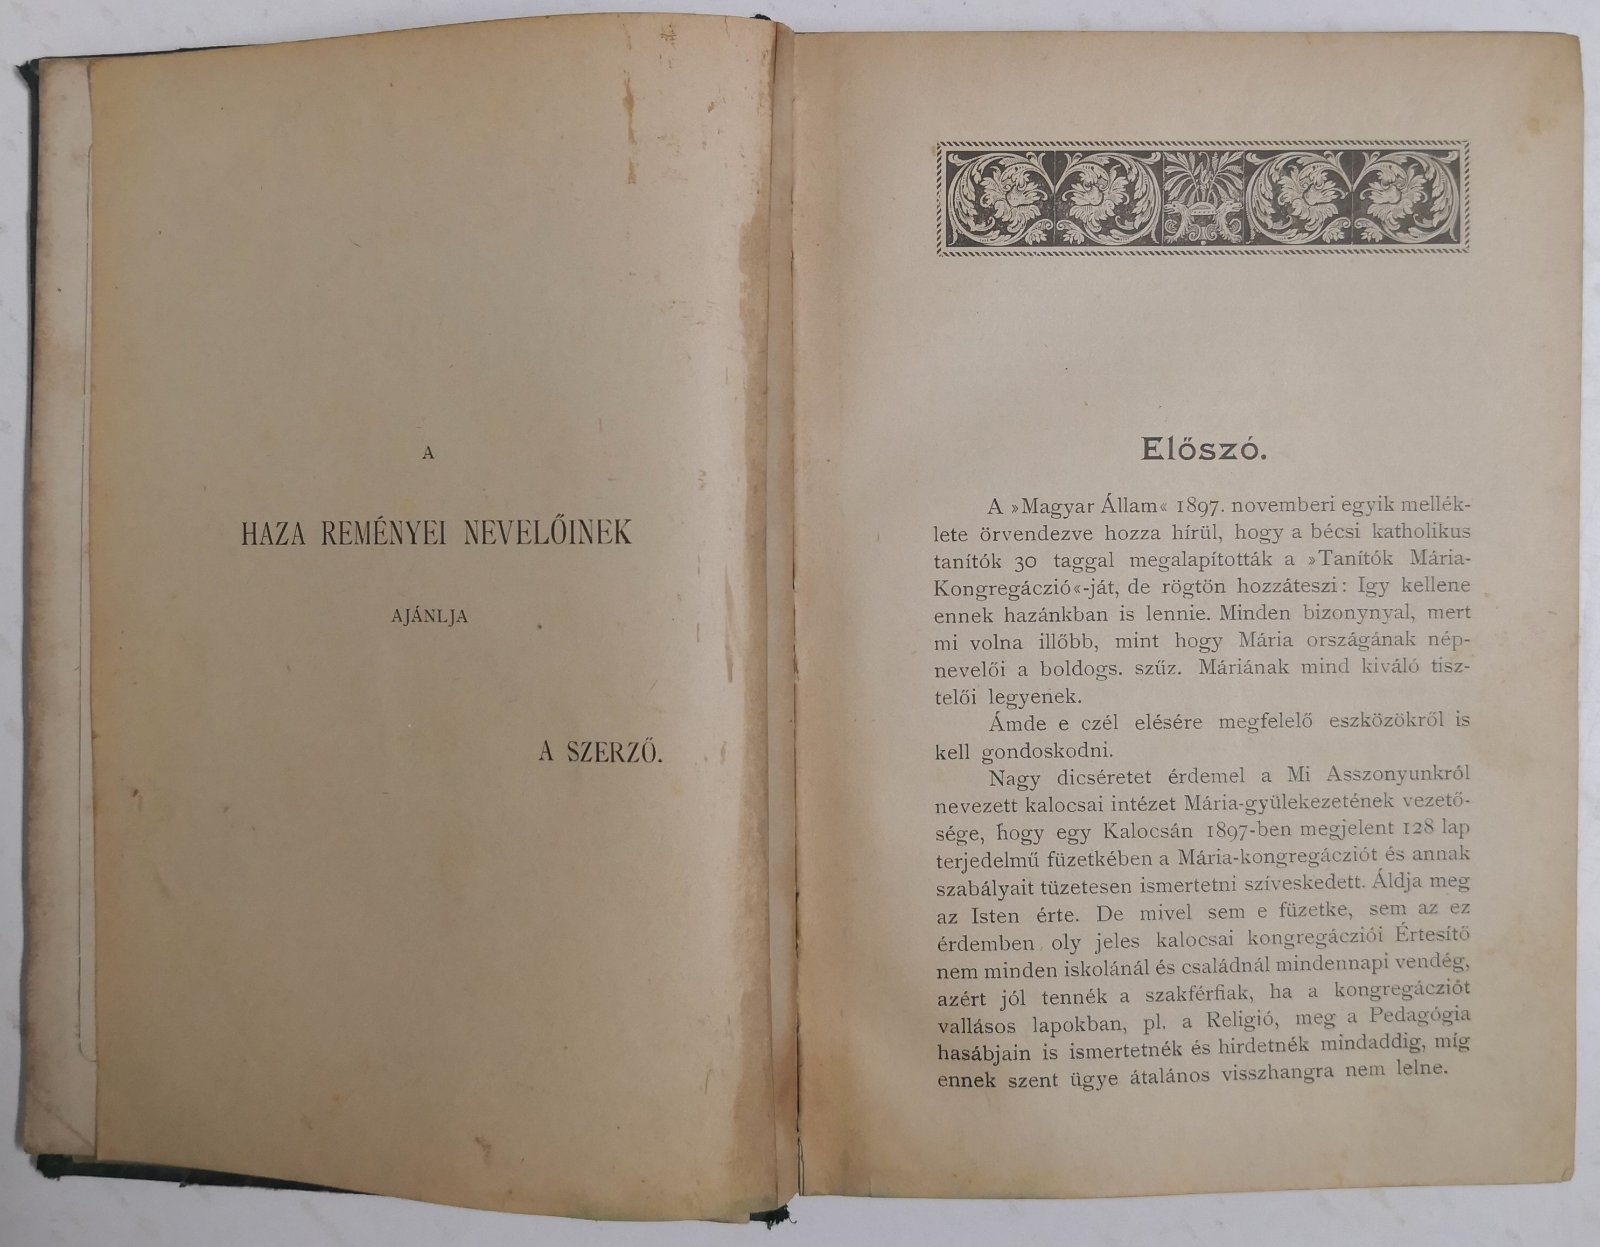 A
HAZA REMÉNYEI NEVELŐINEK
AJÁNLJA
A SZERZŐ.
Előszó.
A »Magyar Állam« 1897. novemberi egyik mellék-
lete örvendezve hozza hírül, hogy a bécsi katholikus
tanítók 30 taggal megalapították a »Tanítók Mária-
Kongregáczió«-ját, de rögtön hozzáteszi: Igy kellene
ennek hazánkban is lennie. Minden bizonynyal, mert
mi volna illőbb, mint hogy Mária országának nép-
nevelői a boldogs. szűz. Máriának mind kiváló tisz-
telői legyenek.
Ámde e czél elésére megfelelő eszközökről is
kell gondoskodni.
Nagy dicséretet érdemel a Mi Asszonyunkról
nevezett kalocsai intézet Mária-gyülekezetének vezető-
sége, hogy egy Kalocsán 1897-ben megjelent 128 lap
terjedelmű füzetkében a Mária-kongregácziót és annak
szabályait tüzetesen ismertetni szíveskedett. Áldja meg
az Isten érte. De mivel sem e füzetke, sem az ez
érdemben oly jeles kalocsai kongregácziói Értesítő
nem minden iskolánál és családnál mindennapi vendég,
azért jól tennék a szakférfiak, ha a kongregácziót
vallásos lapokban, pl. a Religió, meg a Pedagógia
hasábjain is ismertetnék és hirdetnék mindaddig, míg
ennek szent ügye átalános visszhangra nem lelne.